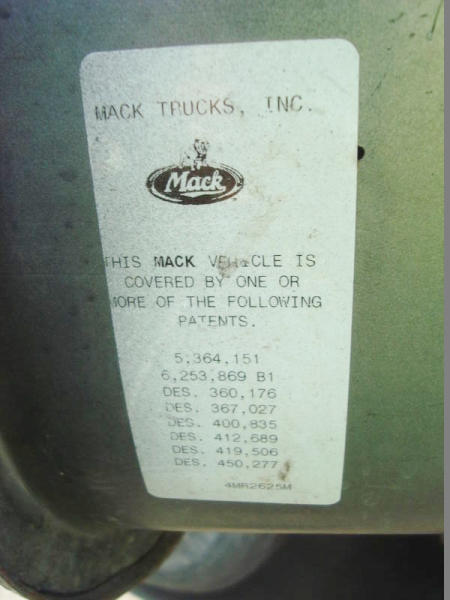 MACK TRUCKS, INC.
Mack
THIS MACK VEHICLE IS
COVERED BY ONE OR
MORE OF THE FOLLOWING
PATENTS.
5,364,151
6,253,869 B1
DES. 360,176
DES. 367,027
DES. 400,835
DES. 412,689
DES. 419,506
DES. 450,277
4MR2625M